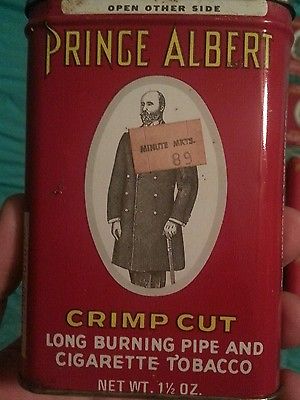 OPEN OTHER SIDE
PRINCE ALBERT
MINUTE MKTS.
89
CRIMP CUT
LONG BURNING PIPE AND
CIGARETTE TOBACCO
NET WT. 1½ OZ.